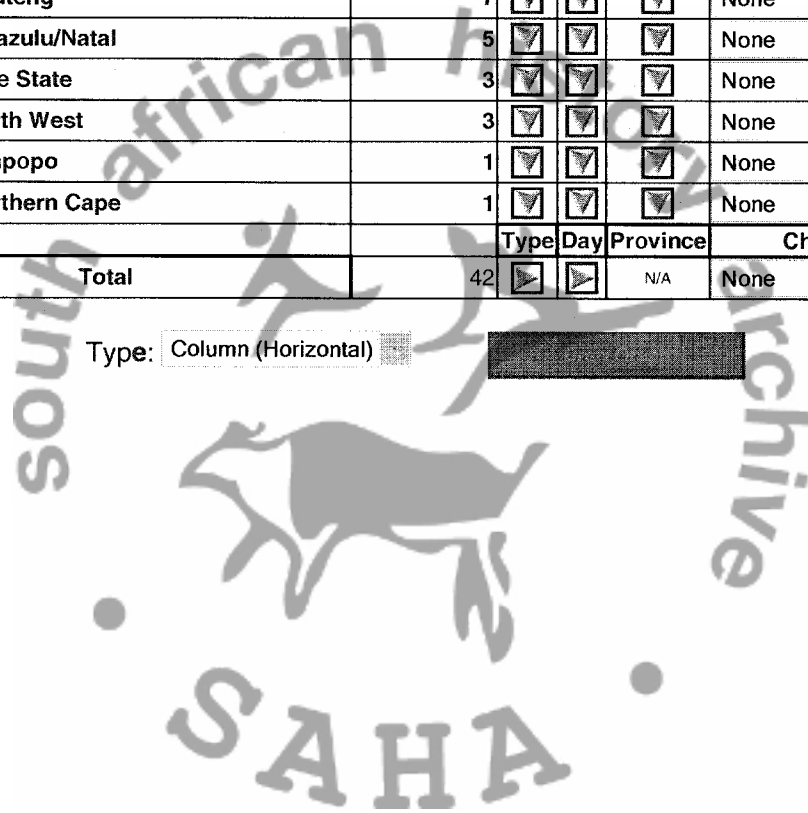 azulu/Natal 5 None
e State 3 None
th West 3 None
popo 1 None
thern Cape 1 None
Type Day Province Ch
Total 42 N/A None
Type: Column (Horizontal)
south african history archive
SAHA